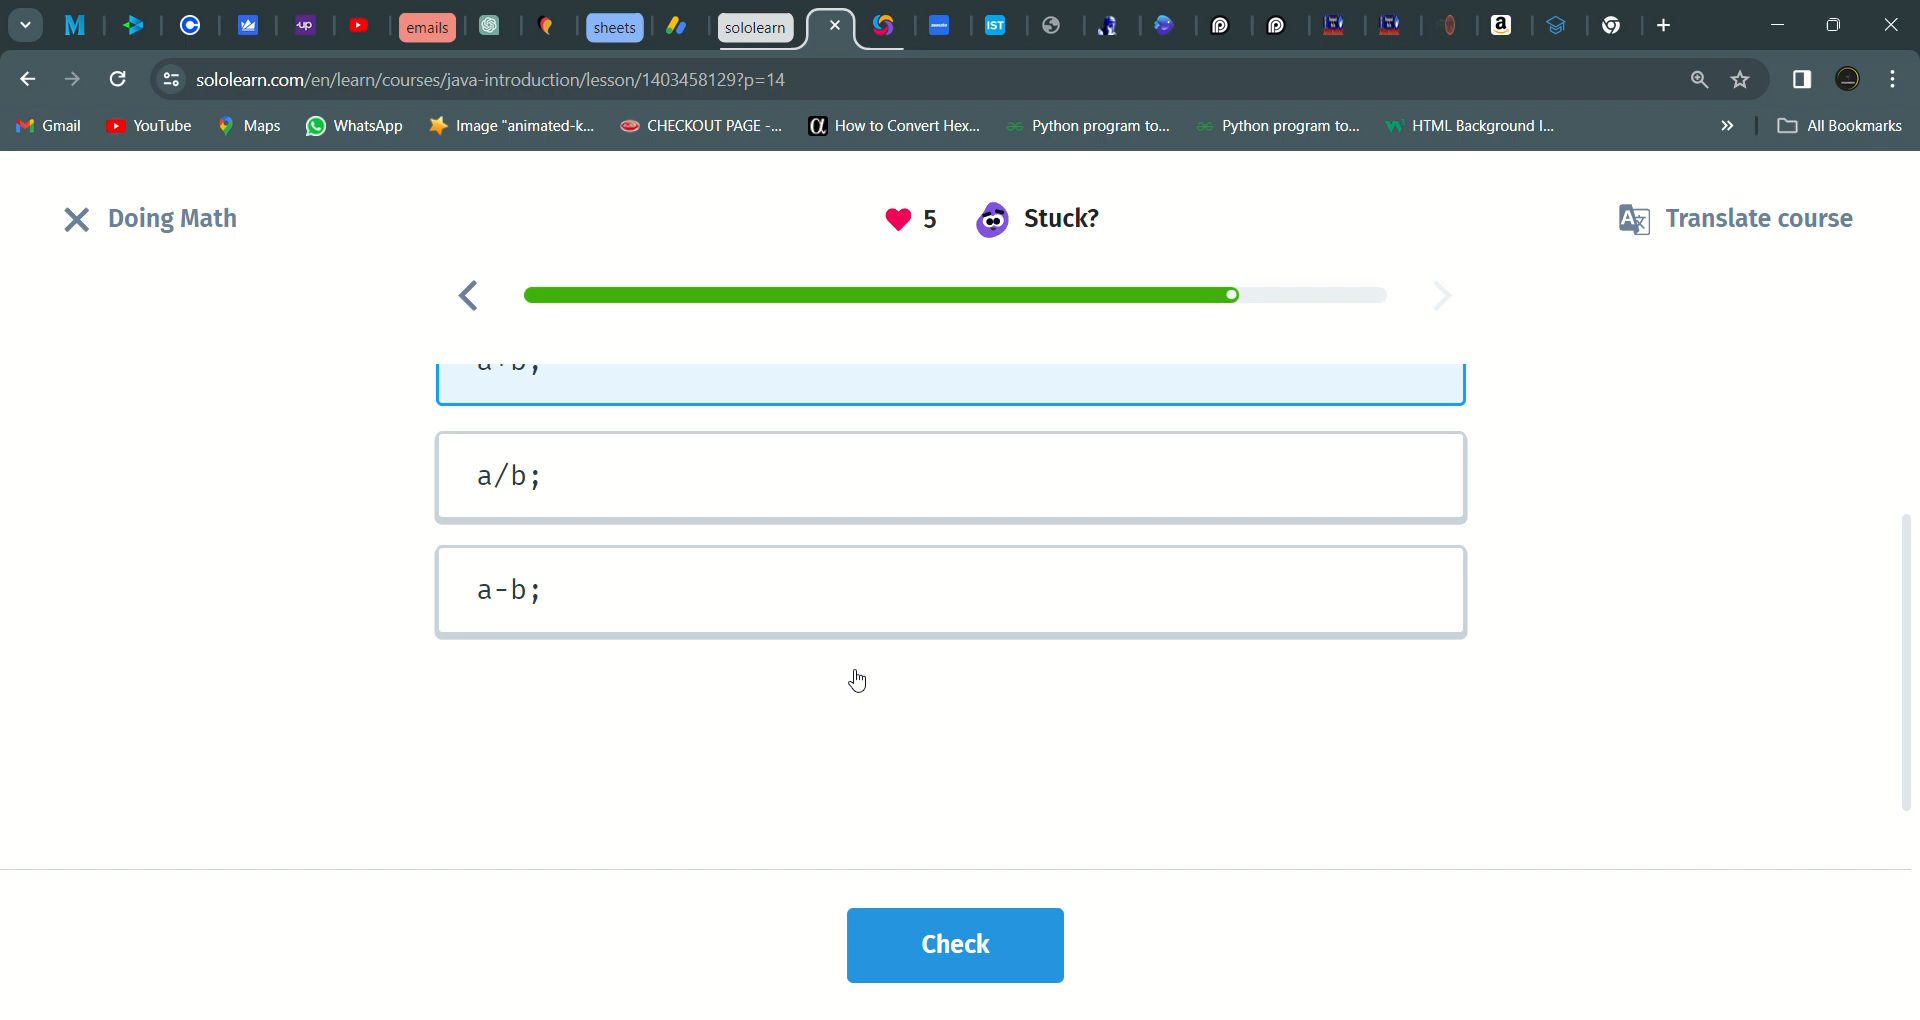 emails
sheets
sololearn
sololearn.com/en/learn/courses/java-introduction/lesson/1403458129?p=14
Gmail YouTube Maps WhatsApp Image "animated-k... CHECKOUT PAGE -... How to Convert Hex... Python program to... Python program to... HTML Background I... All Bookmarks
Doing Math 5 Stuck? Translate course
a/b;
a-b;
Check